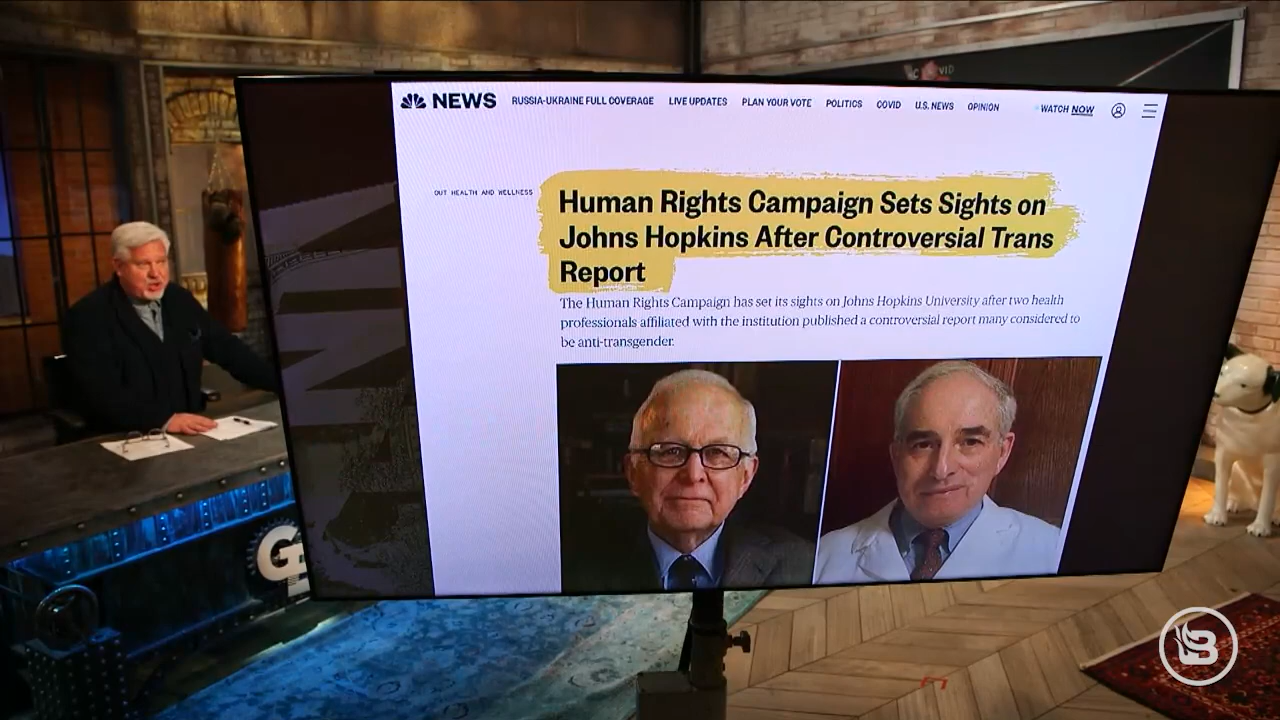 NEWS RUSSIA-UKRAINE FULL COVERAGE LIVE UPDATES PLAN YOUR VOTE POLITICS COVID U.S. NEWS OPINION WATCH NOW
OUT HEALTH AND WELLNESS
Human Rights Campaign Sets Sights on
Johns Hopkins After Controversial Trans
Report
The Human Rights Campaign has set its sights on Johns Hopkins University after two health
professionals affiliated with the institution published a controversial report many considered to
be anti-transgender.
GB
B